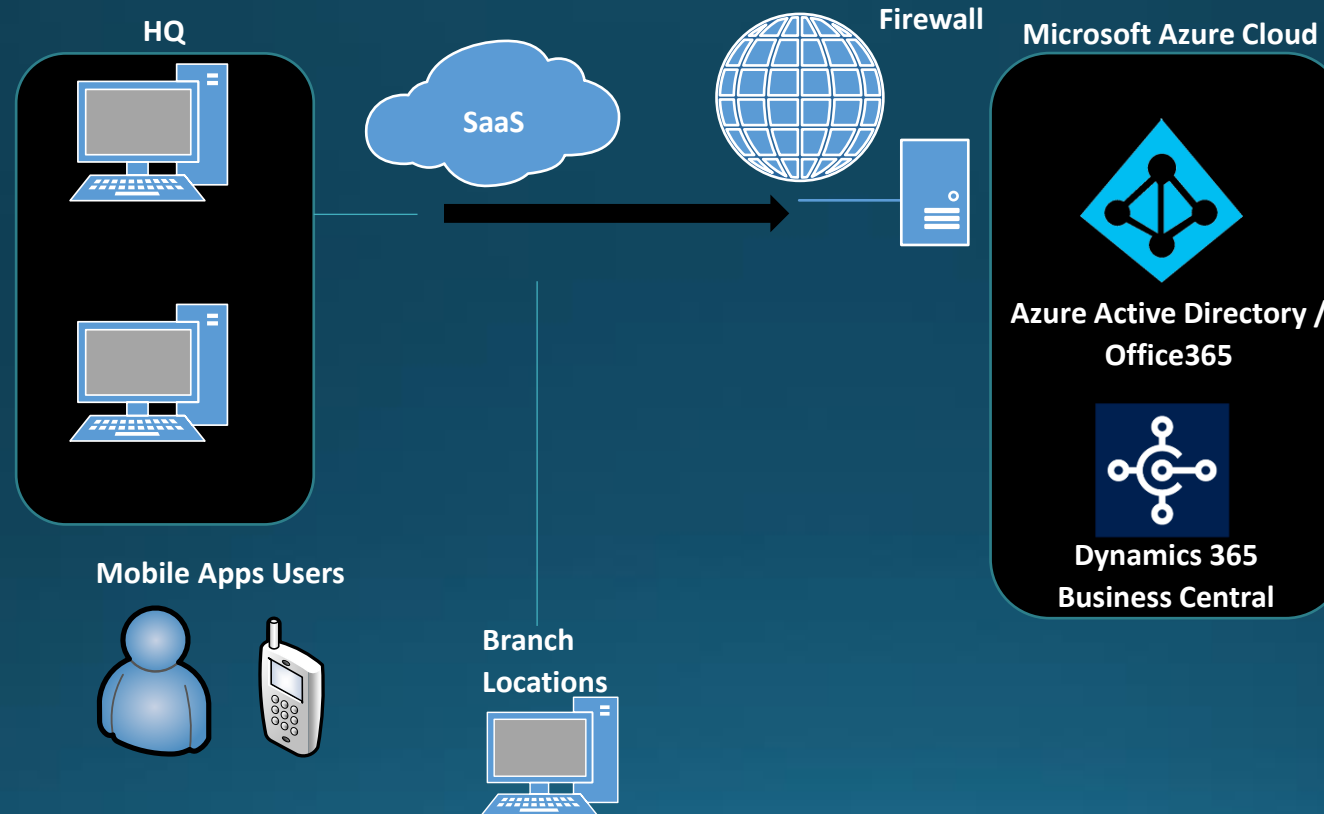 HQ
SaaS
Firewall
Microsoft Azure Cloud
Azure Active Directory /
Office365
Dynamics 365
Business Central
Mobile Apps Users
Branch
Locations